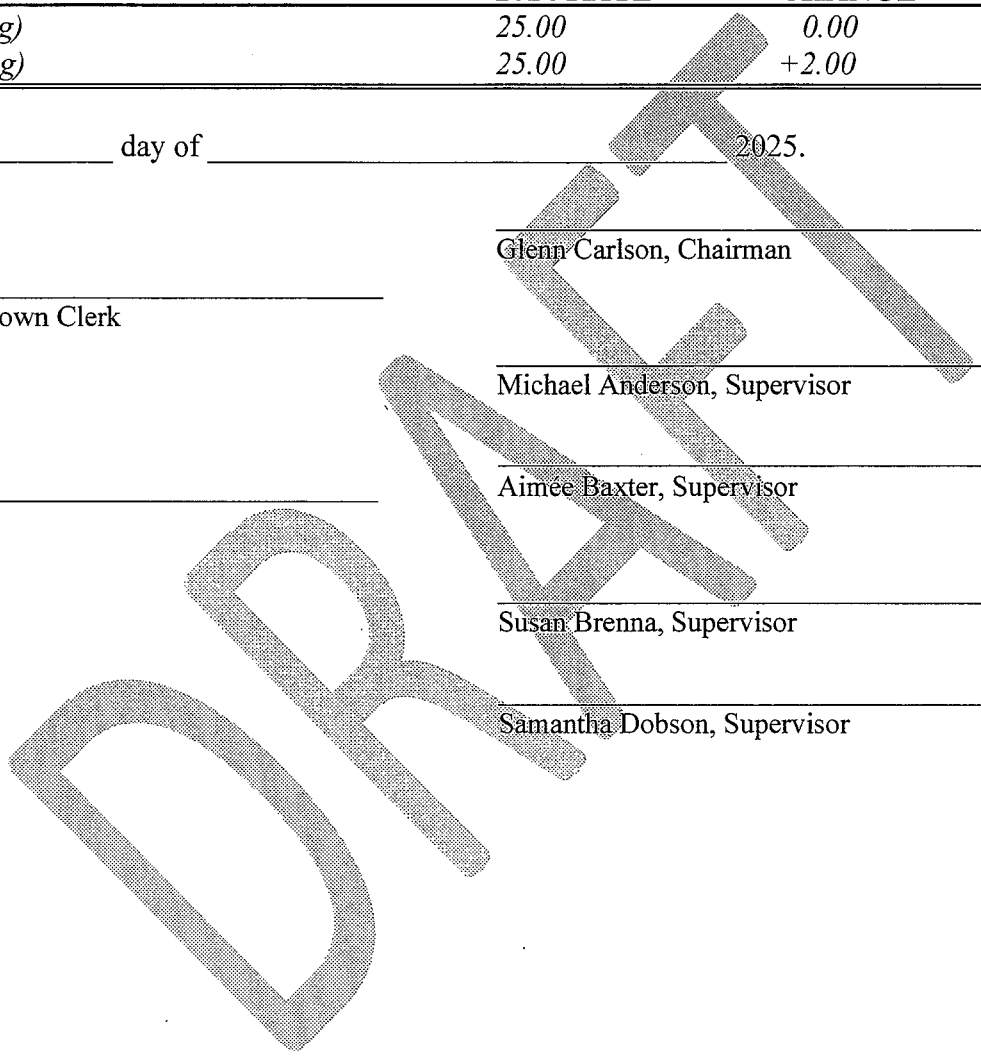 g) 25.00 0.00
g) 25.00 +2.00
day of 2025.
Glenn Carlson, Chairman
own Clerk
Michael Anderson, Supervisor
Aimée Baxter, Supervisor
Susan Brenna, Supervisor
Samantha Dobson, Supervisor
DRAFT